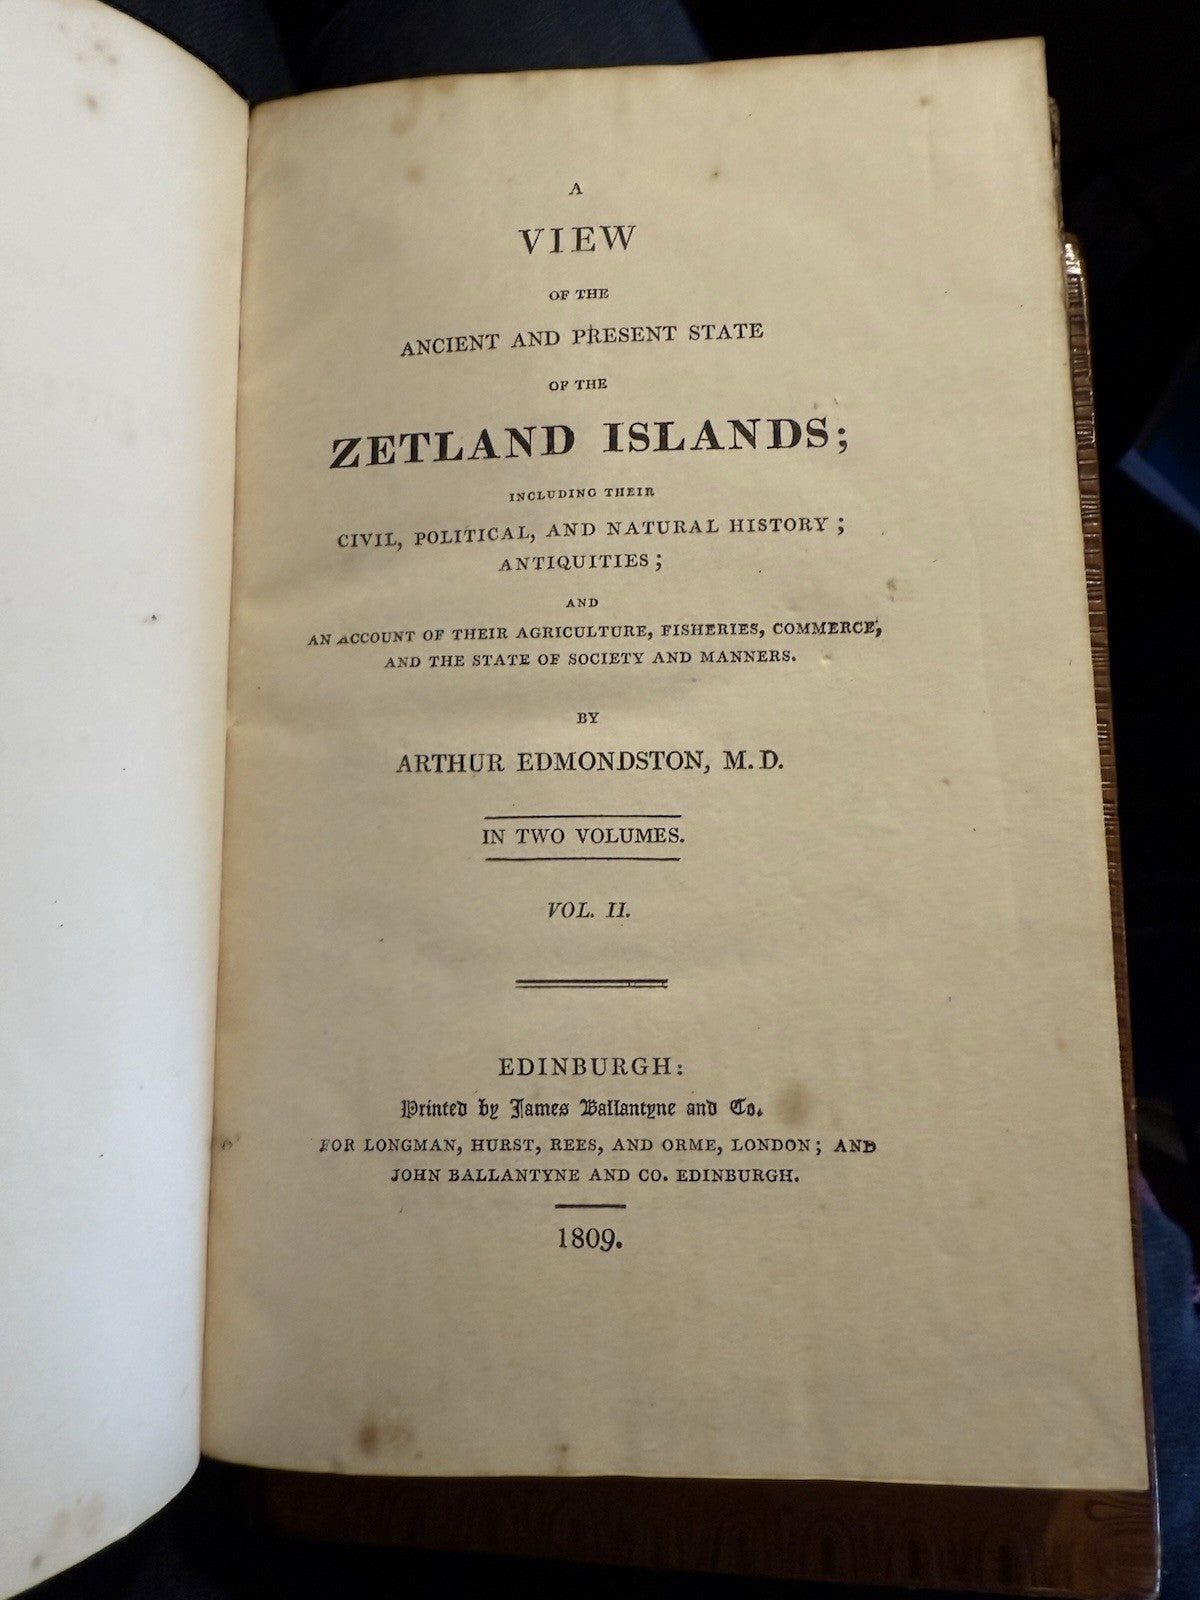 A
VIEW
OF THE
ANCIENT AND PRESENT STATE
OF THE
ZETLAND ISLANDS;
INCLUDING THEIR
CIVIL, POLITICAL, AND NATURAL HISTORY;
ANTIQUITIES;
AND
AN ACCOUNT OF THEIR AGRICULTURE, FISHERIES, COMMERCE,
AND THE STATE OF SOCIETY AND MANNERS.
BY
ARTHUR EDMONDSTON, M.D.
IN TWO VOLUMES.
VOL. II.
EDINBURGH:
Printed by James Ballantyne and Co.
FOR LONGMAN, HURST, REES, AND ORME, LONDON; AND
JOHN BALLANTYNE AND CO. EDINBURGH.
1809.